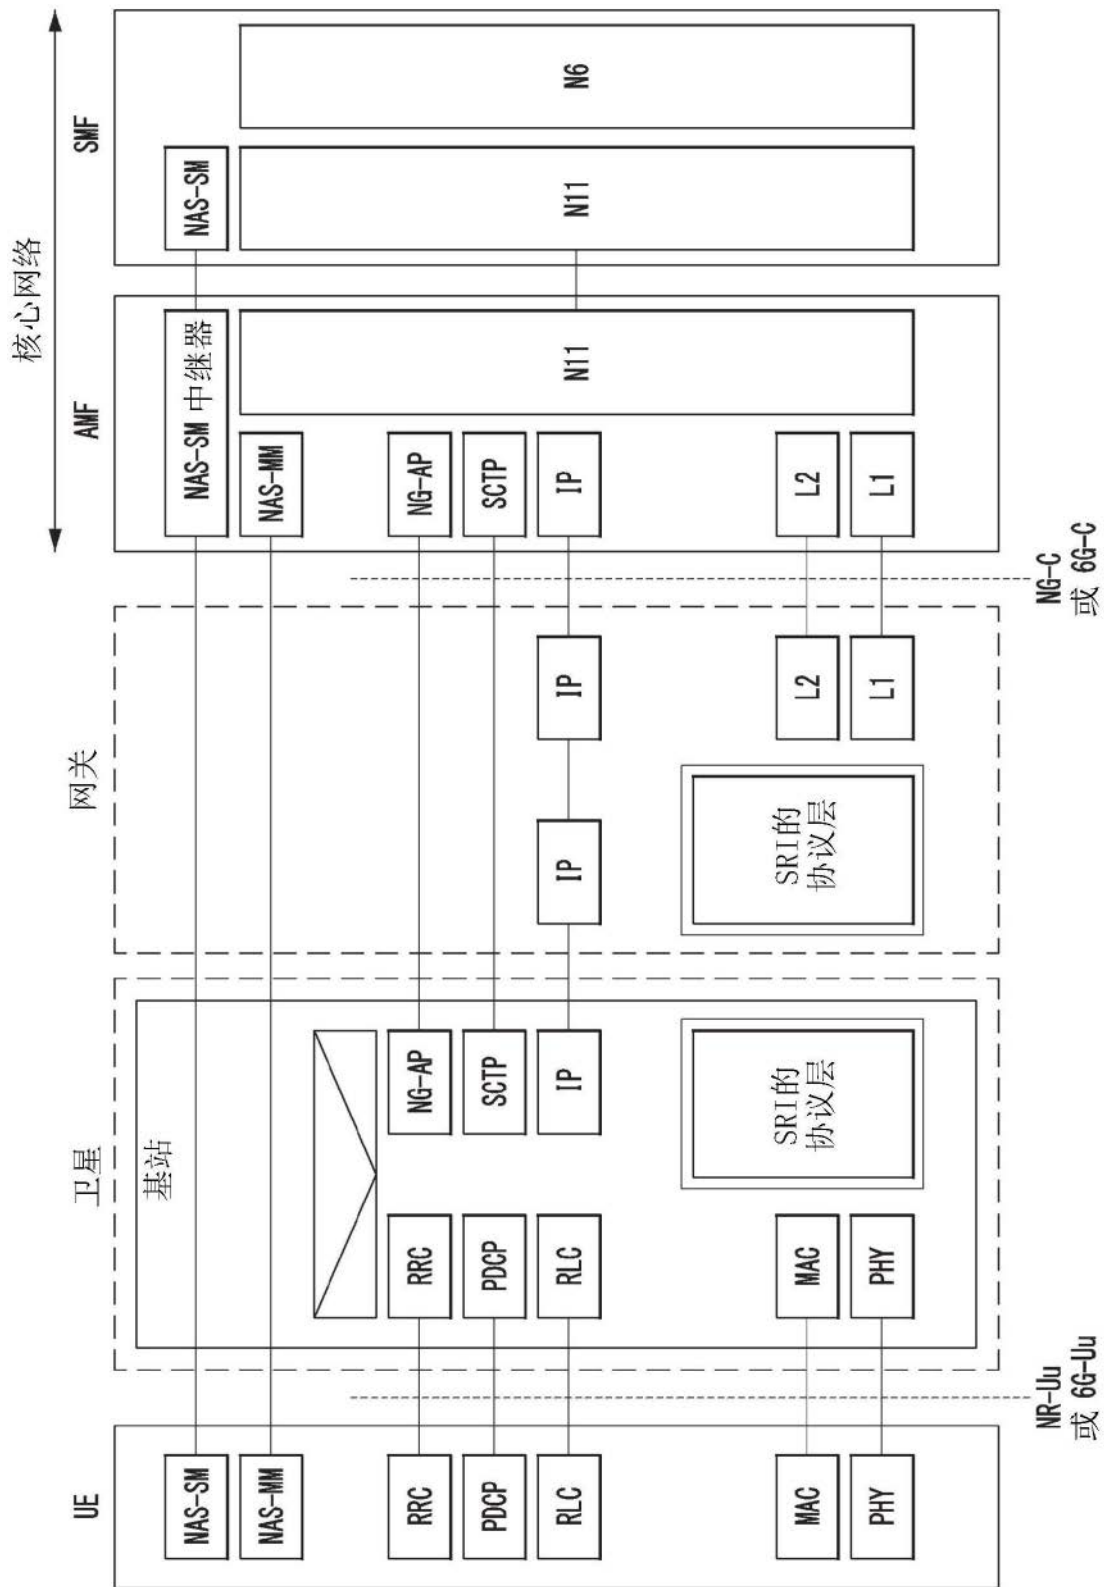 核心网络
UE
卫星
网关
AMF
SMF
基站
NAS-SM
NAS-SM 中继器
NAS-SM
NAS-MM
NAS-MM
RRC
RRC
NG-AP
NG-AP
PDCP
PDCP
SCTP
SCTP
RLC
RLC
IP
IP
IP
IP
N11
N11
N6
MAC
MAC
SRI的
协议层
SRI的
协议层
L2
L2
PHY
PHY
L1
L1
NR-Uu
或 6G-Uu
NG-C
或 6G-C